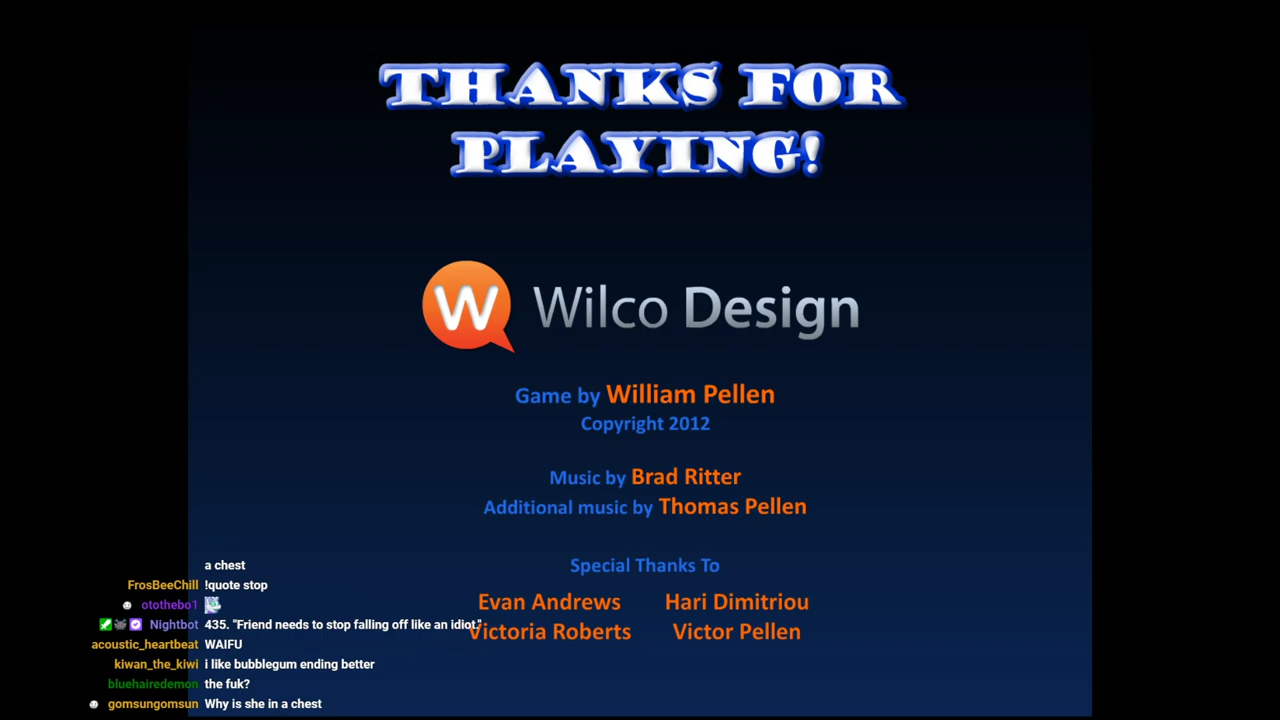 THANKS FOR
PLAYING!
W Wilco Design
Game by William Pellen
Copyright 2012
Music by Brad Ritter
Additional music by Thomas Pellen
Special Thanks To
Evan Andrews Hari Dimitriou
Victoria Roberts Victor Pellen
a chest
FrosBeeChill !quote stop
otothebo1
Nightbot 435. "Friend needs to stop falling off like an idiot."
acoustic_heartbeat WAIFU
kiwan_the_kiwi i like bubblegum ending better
bluehairedemon the fuk?
gomsungomsun Why is she in a chest